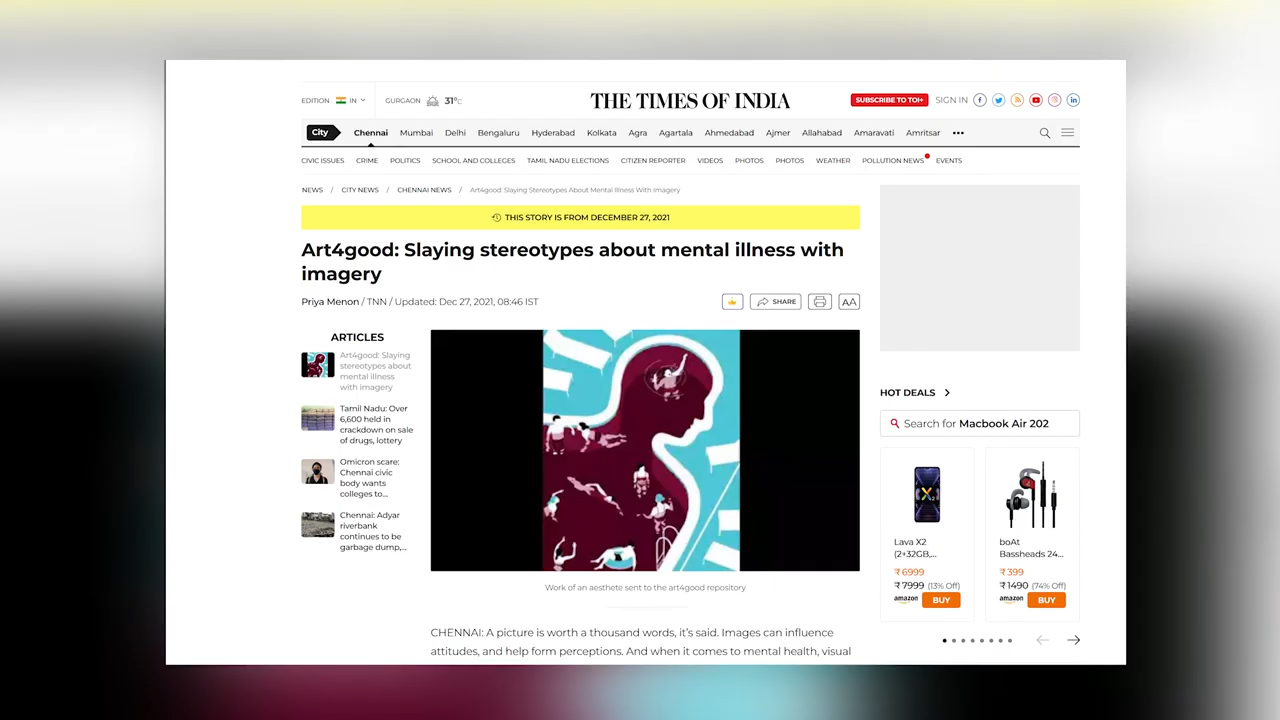 EDITION IN GURGAON 31°C
THE TIMES OF INDIA
SUBSCRIBE TO TOI+ SIGN IN
City Chennai Mumbai Delhi Bengaluru Hyderabad Kolkata Agra Agartala Ahmedabad Ajmer Allahabad Amaravati Amritsar •••
CIVIC ISSUES CRIME POLITICS SCHOOL AND COLLEGES TAMIL NADU ELECTIONS CITIZEN REPORTER VIDEOS PHOTOS PHOTOS WEATHER POLLUTION NEWS EVENTS
NEWS / CITY NEWS / CHENNAI NEWS / Art4good: Slaying Stereotypes About Mental Illness With Imagery
THIS STORY IS FROM DECEMBER 27, 2021
Art4good: Slaying stereotypes about mental illness with
imagery
Priya Menon / TNN / Updated: Dec 27, 2021, 08:46 IST
SHARE
AA
ARTICLES
Art4good: Slaying
stereotypes about
mental illness
with imagery
Tamil Nadu: Over
6,600 held in
crackdown on sale
of drugs, lottery
Omicron scare:
Chennai civic
body wants
colleges to...
Chennai: Adyar
riverbank
continues to be
garbage dump,...
Work of an aesthete sent to the art4good repository
CHENNAI: A picture is worth a thousand words, it's said. Images can influence
attitudes, and help form perceptions. And when it comes to mental health, visual
HOT DEALS
Search for Macbook Air 202
Lava X2
(2+32GB,...
₹6999
₹7999 (13% Off)
amazon BUY
boAt
Bassheads 24...
₹399
₹1490 (74% Off)
amazon BUY